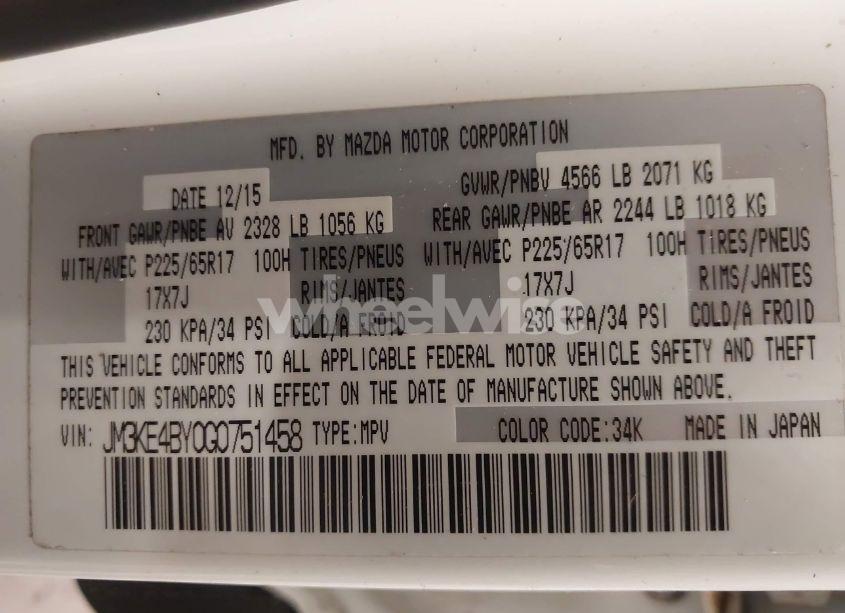 MFD. BY MAZDA MOTOR CORPORATION
DATE 12/15 GVWR/PNBV 4566 LB 2071 KG
FRONT GAWR/PNBE AV 2328 LB 1056 KG REAR GAWR/PNBE AR 2244 LB 1018 KG
WITH/AVEC P225/65R17 100H TIRES/PNEUS WITH/AVEC P225/65R17 100H TIRES/PNEUS
17X7J RIMS/JANTES 17X7J RIMS/JANTES
230 KPA/34 PSI COLD/A FROID 230 KPA/34 PSI COLD/A FROID
wheelwire
THIS VEHICLE CONFORMS TO ALL APPLICABLE FEDERAL MOTOR VEHICLE SAFETY AND THEFT
PREVENTION STANDARDS IN EFFECT ON THE DATE OF MANUFACTURE SHOWN ABOVE.
VIN: JM3KE4BY0G0751458 TYPE:MPV COLOR CODE:34K MADE IN JAPAN